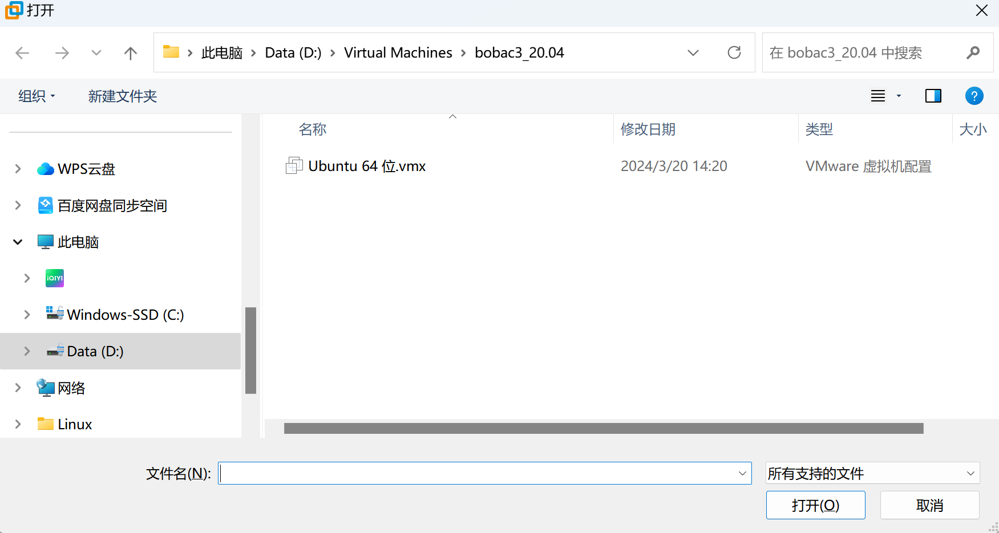 打开
此电脑 Data (D:) Virtual Machines bobac3_20.04
在 bobac3_20.04 中搜索
组织 新建文件夹
?
名称 修改日期 类型 大小
Ubuntu 64 位.vmx 2024/3/20 14:20 VMware 虚拟机配置
WPS云盘
百度网盘同步空间
此电脑
iQIYI
Windows-SSD (C:)
Data (D:)
网络
Linux
文件名(N):
所有支持的文件
打开(O) 取消